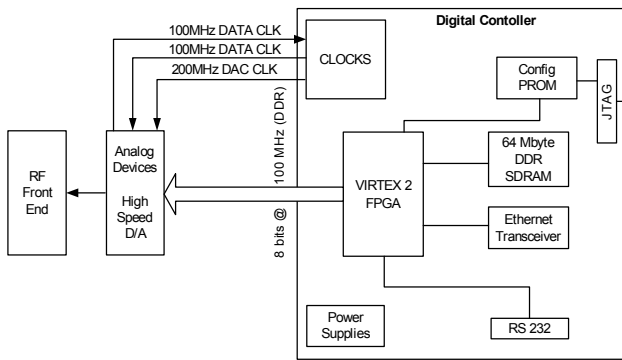 Digital Contoller
100MHz DATA CLK
100MHz DATA CLK
200MHz DAC CLK
CLOCKS
Config
PROM
JTAG
RF
Front
End
Analog
Devices
High
Speed
D/A
8 bits @ 100 MHz (DDR)
VIRTEX 2
FPGA
64 Mbyte
DDR
SDRAM
Ethernet
Transceiver
Power
Supplies
RS 232